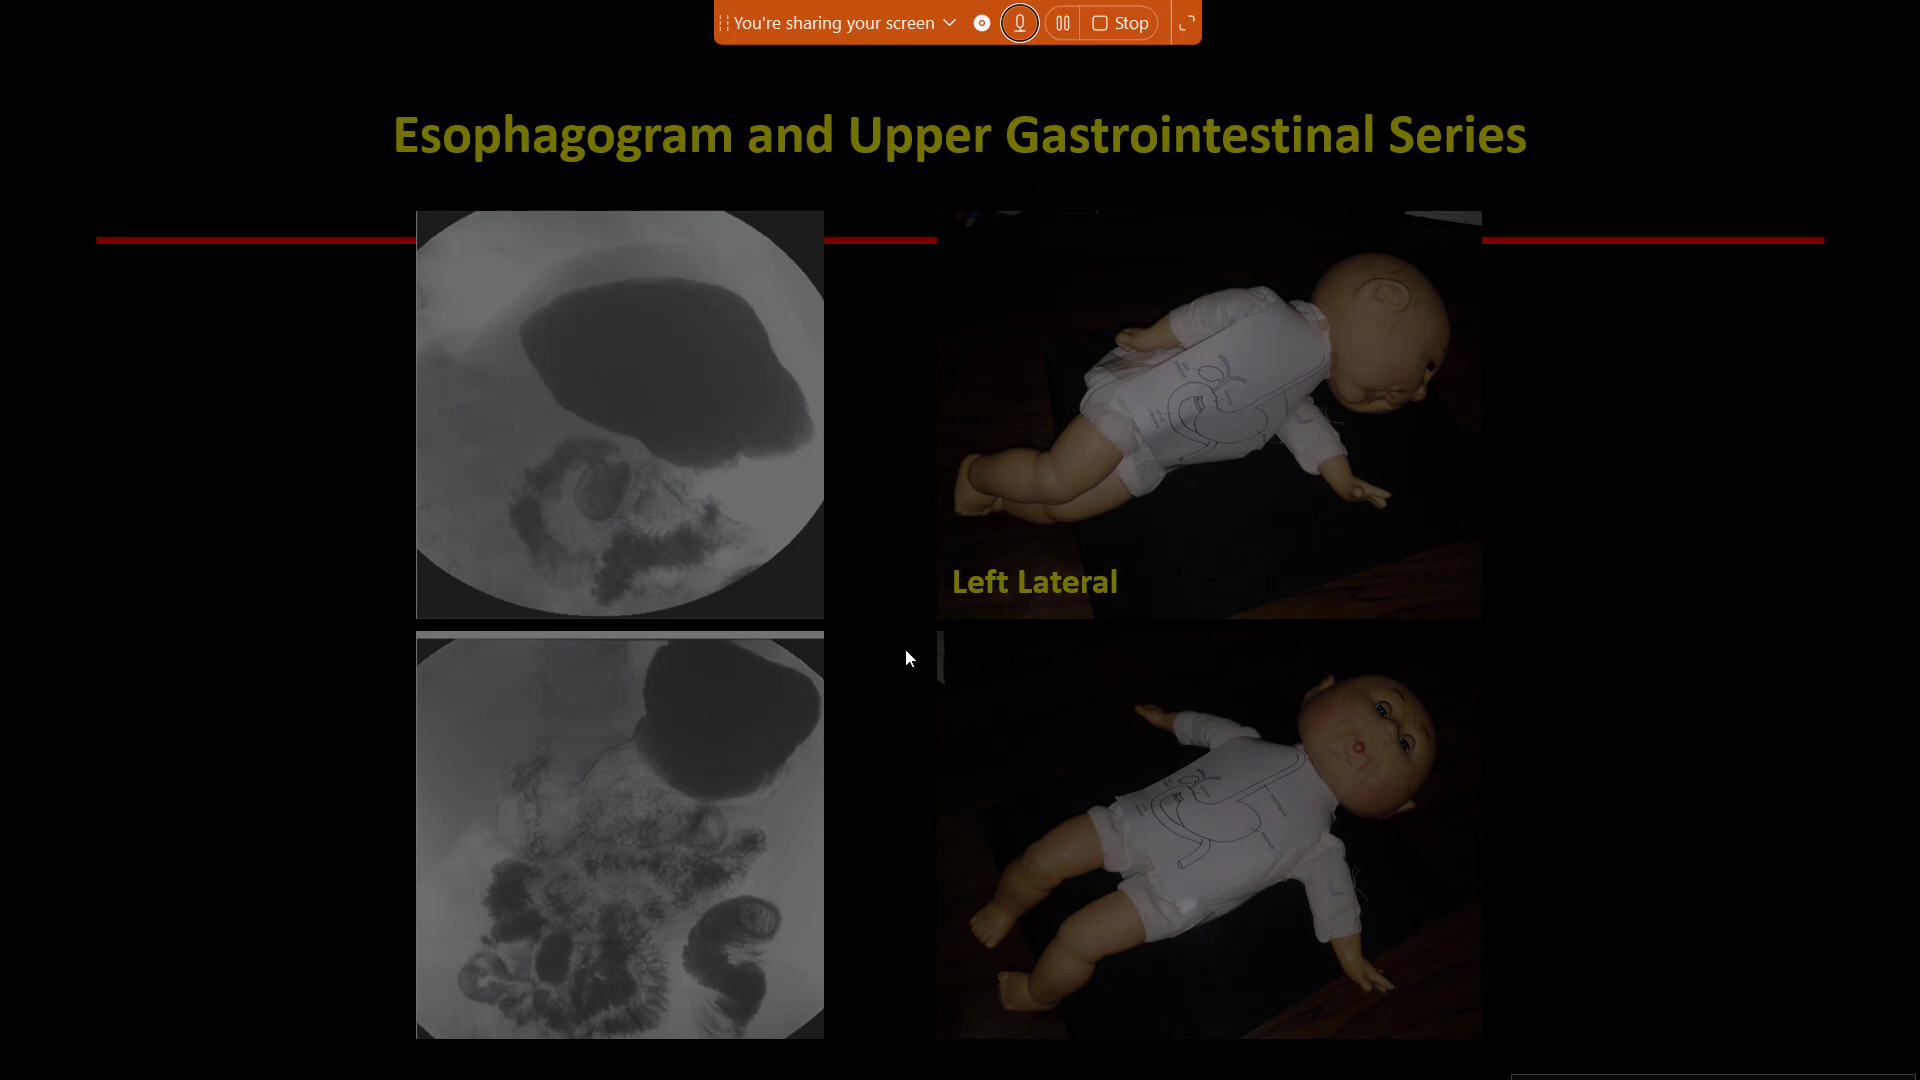 You're sharing your screen
Stop
Esophagogram and Upper Gastrointestinal Series
Left Lateral